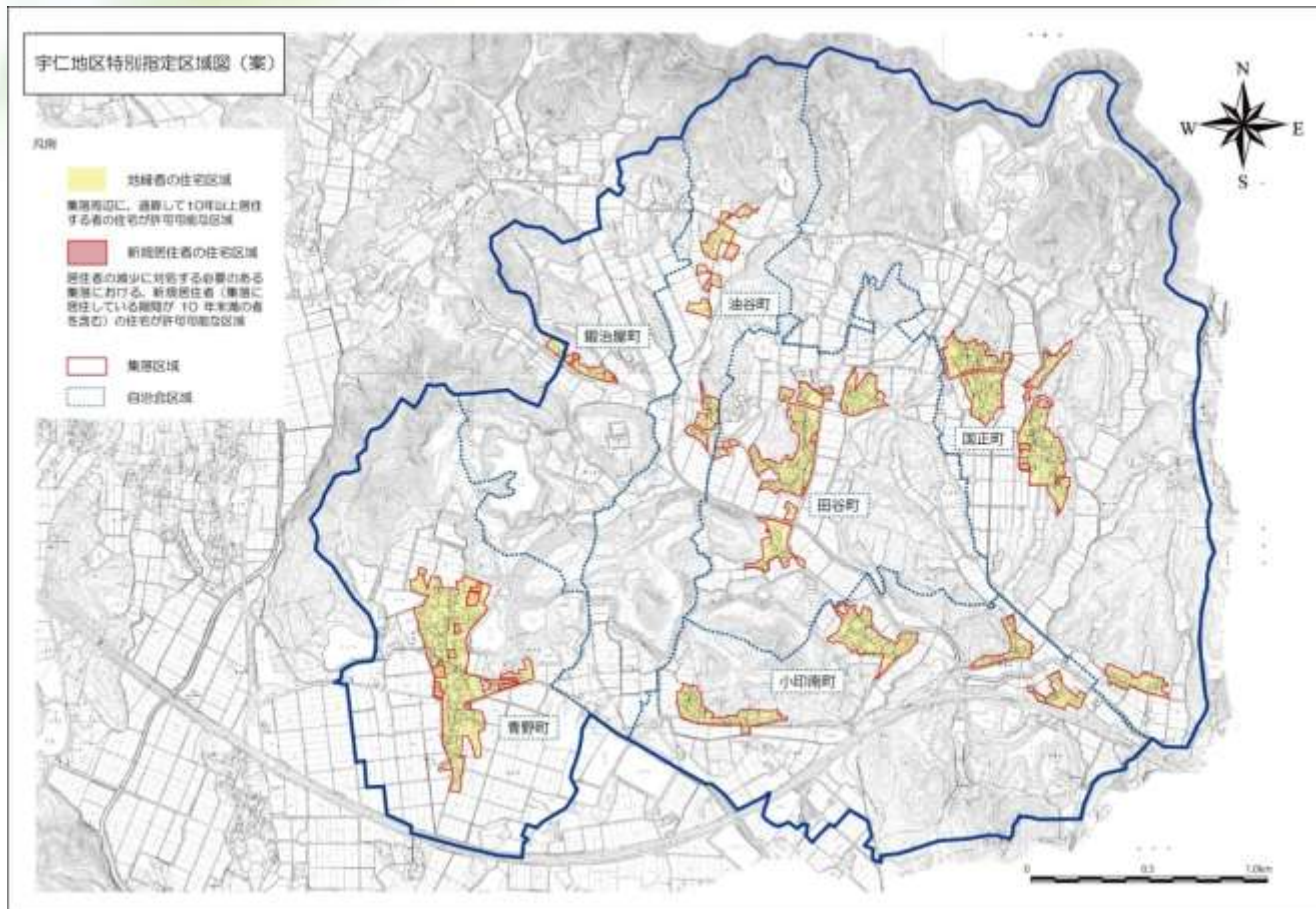 宇仁地区特別指定区域図（案）
凡例
地縁者の住宅区域
集落周辺に、通算して10年以上居住
する者の住宅が許可可能な区域
新規居住者の住宅区域
居住者の減少に対処する必要のある
集落における、新規居住者（集落に
居住している期間が 10 年未満の者
を含む）の住宅が許可可能な区域
集落区域
自治会区域
N
W
E
S
油谷町
鍛治屋町
国正町
田谷町
小印南町
青野町
0
0.5
1.0km